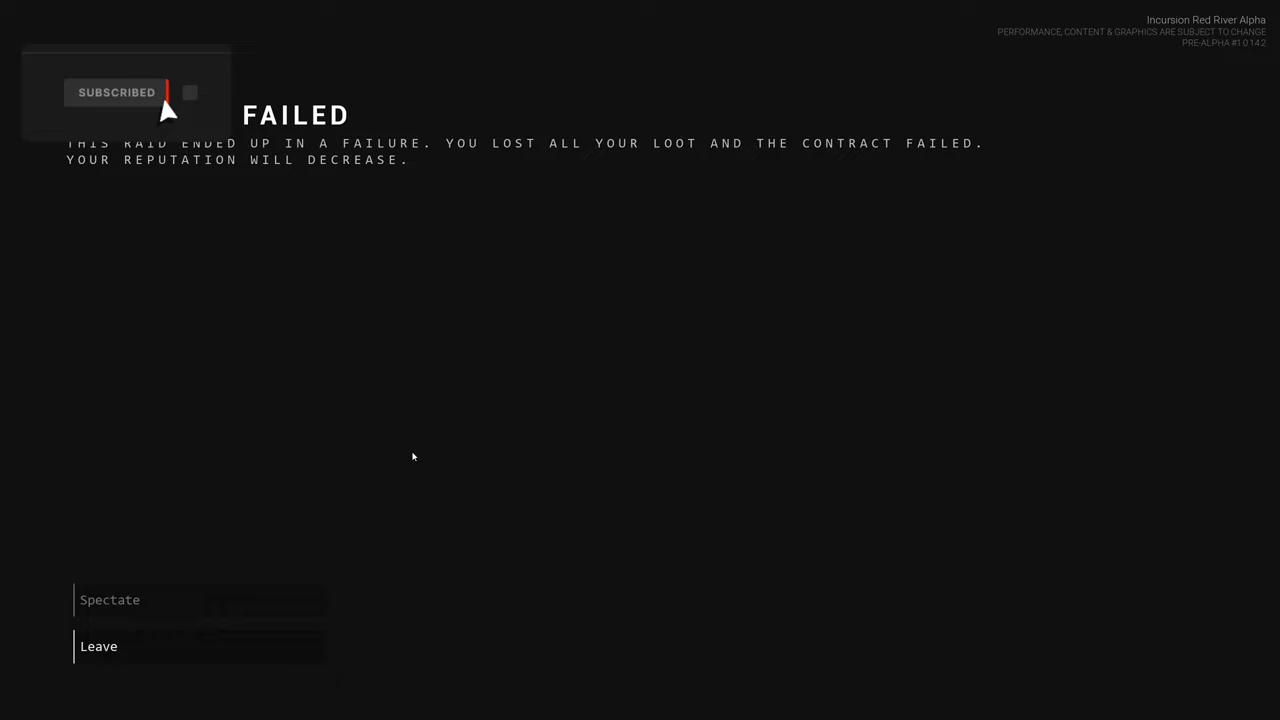 Incursion Red River Alpha
PERFORMANCE, CONTENT & GRAPHICS ARE SUBJECT TO CHANGE
PRE-ALPHA #1.0.14.2
SUBSCRIBED
FAILED
THIS RAID ENDED UP IN A FAILURE. YOU LOST ALL YOUR LOOT AND THE CONTRACT FAILED.
YOUR REPUTATION WILL DECREASE.
Spectate
Leave